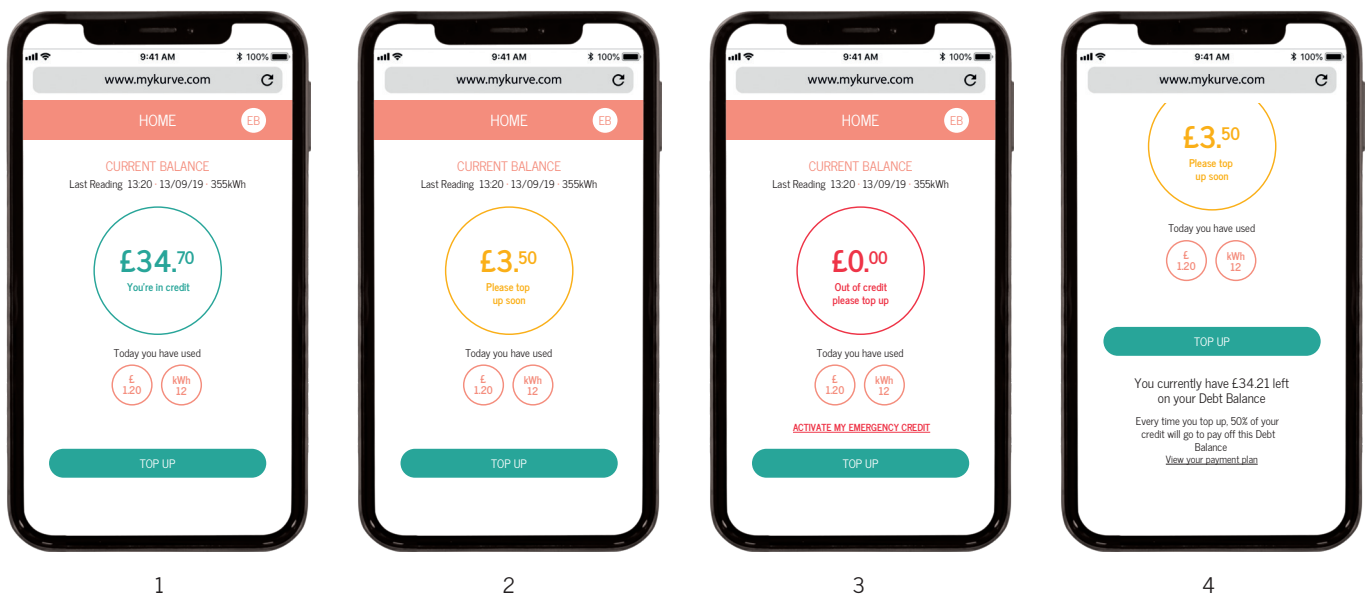 9:41 AM
100%
www.mykurve.com
HOME
EB
CURRENT BALANCE
Last Reading 13:20 · 13/09/19 · 355kWh
£34.70
You're in credit
Today you have used
£
1.20
kWh
12
TOP UP
1
9:41 AM
100%
www.mykurve.com
HOME
EB
CURRENT BALANCE
Last Reading 13:20 · 13/09/19 · 355kWh
£3.50
Please top
up soon
Today you have used
£
1.20
kWh
12
TOP UP
2
9:41 AM
100%
www.mykurve.com
HOME
EB
CURRENT BALANCE
Last Reading 13:20 · 13/09/19 · 355kWh
£0.00
Out of credit
please top up
Today you have used
£
1.20
kWh
12
ACTIVATE MY EMERGENCY CREDIT
TOP UP
3
9:41 AM
100%
www.mykurve.com
£3.50
Please top
up soon
Today you have used
£
1.20
kWh
12
TOP UP
You currently have £34.21 left
on your Debt Balance
Every time you top up, 50% of your
credit will go to pay off this Debt
Balance
View your payment plan
4